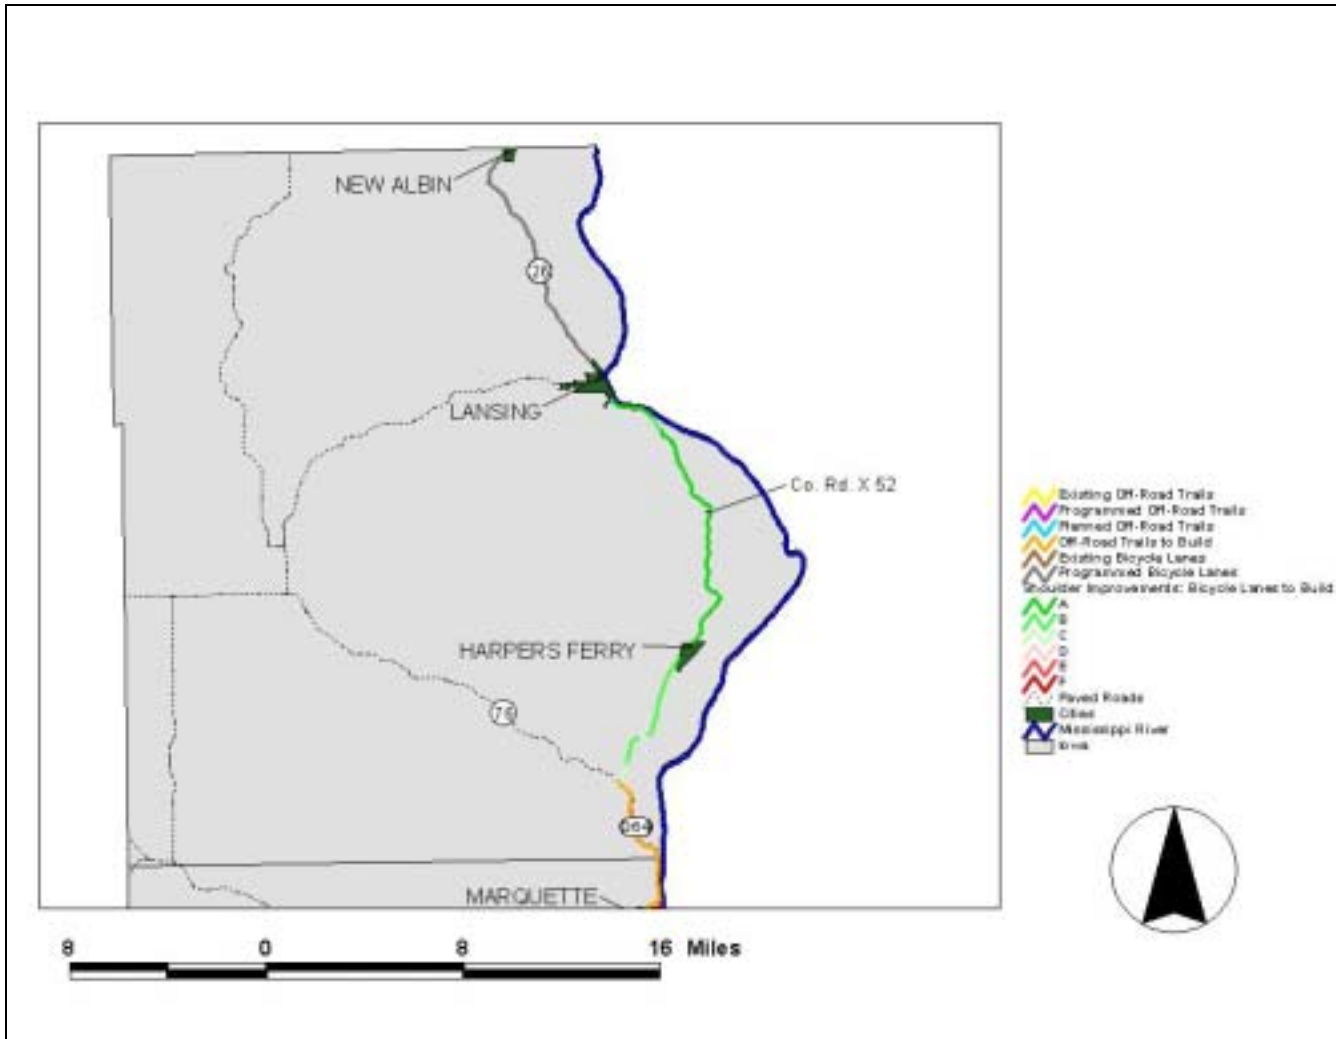 NEW ALBIN
26
LANSING
Co. Rd. X 52
HARPERS FERRY
76
364
MARQUETTE
Existing Off-Road Trails
Programmed Off-Road Trails
Planned Off-Road Trails
Off-Road Trails to Build
Existing Bicycle Lanes
Programmed Bicycle Lanes
Shoulder Improvements: Bicycle Lanes to Build
A
B
C
D
E
F
Paved Roads
Cities
Mississippi River
Iowa
8 0 8 16 Miles